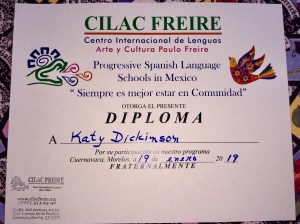 CILAC FREIRE
Centro Internacional de Lenguas
Arte y Cultura Paulo Freire
Progressive Spanish Language
Schools in Mexico
" Siempre es mejor estar en Comunidad"
OTORGA EL PRESENTE
DIPLOMA
A Katy Dickinson
Por su participación en nuestro programa
Cuernavaca, Morelos, a 19 de enero 2019
FRATERNALMENTE
CILAC FREIRE